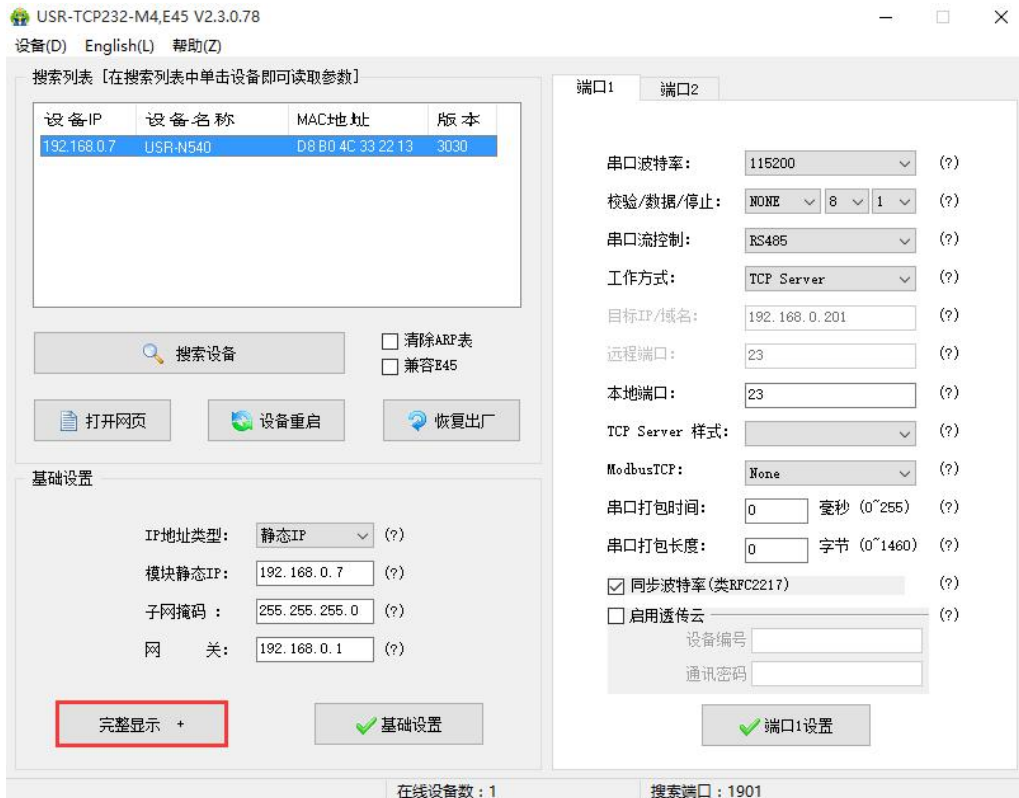 USR-TCP232-M4,E45 V2.3.0.78
设备(D) English(L) 帮助(Z)
搜索列表 [在搜索列表中单击设备即可读取参数]
设备IP 设备名称 MAC地址 版本
192.168.0.7 USR-N540 D8 B0 4C 33 22 13 3030
搜索设备
清除ARP表
兼容E45
打开网页 设备重启 恢复出厂
基础设置
IP地址类型: 静态IP (?)
模块静态IP: 192.168.0.7 (?)
子网掩码 : 255.255.255.0 (?)
网 关: 192.168.0.1 (?)
完整显示 + 基础设置
端口1 端口2
串口波特率: 115200 (?)
校验/数据/停止: NONE 8 1 (?)
串口流控制: RS485 (?)
工作方式: TCP Server (?)
目标IP/域名: 192.168.0.201 (?)
远程端口: 23 (?)
本地端口: 23 (?)
TCP Server 样式: (?)
ModbusTCP: None (?)
串口打包时间: 0 毫秒 (0~255) (?)
串口打包长度: 0 字节 (0~1460) (?)
同步波特率(类RFC2217) (?)
启用透传云 (?)
设备编号
通讯密码
端口1设置
在线设备数:1 搜索端口:1901